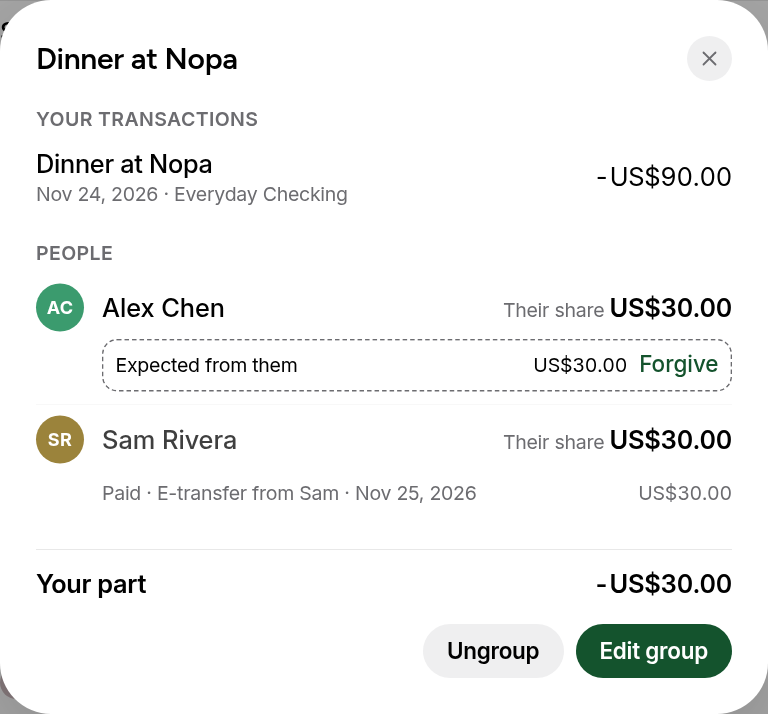 Dinner at Nopa
YOUR TRANSACTIONS
Dinner at Nopa
-US$90.00
Nov 24, 2026 · Everyday Checking
PEOPLE
AC Alex Chen Their share US$30.00
Expected from them US$30.00 Forgive
SR Sam Rivera Their share US$30.00
Paid · E-transfer from Sam · Nov 25, 2026 US$30.00
Your part -US$30.00
Ungroup Edit group